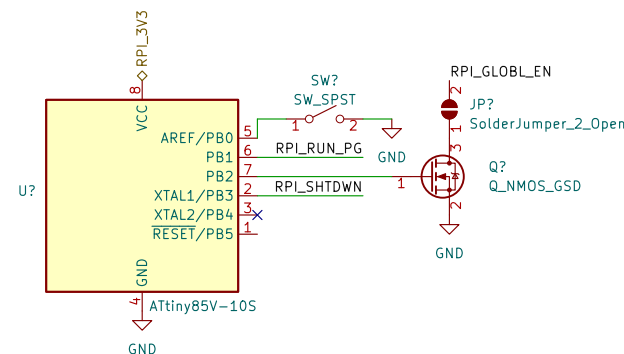 RPI_3V3
8
VCC
U?
AREF/PB0
5
PB1
6
PB2
7
XTAL1/PB3
2
XTAL2/PB4
3
RESET/PB5
1
GND
4
ATtiny85V-10S
GND
SW?
SW_SPST
1
2
GND
RPI_RUN_PG
RPI_SHTDWN
RPI_GLOBL_EN
2
JP?
SolderJumper_2_Open
1
3
Q?
Q_NMOS_GSD
1
2
GND